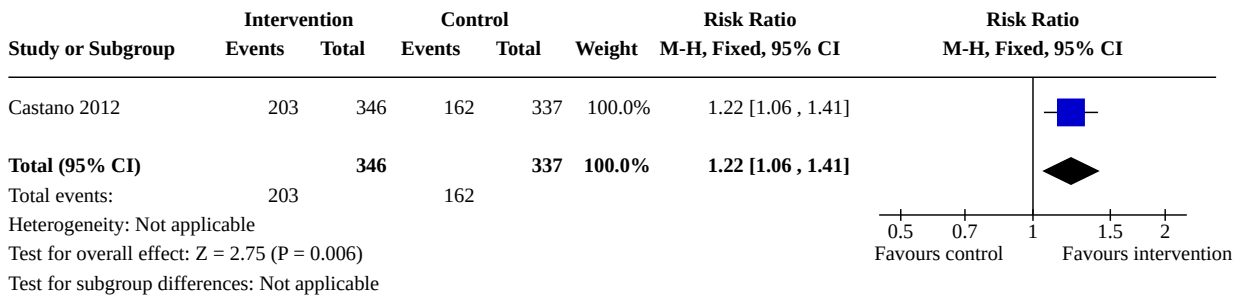 Intervention Control Risk Ratio Risk Ratio
Study or Subgroup Events Total Events Total Weight M-H, Fixed, 95% CI M-H, Fixed, 95% CI
Castano 2012 203 346 162 337 100.0% 1.22 [1.06 , 1.41]
Total (95% CI) 346 337 100.0% 1.22 [1.06 , 1.41]
Total events: 203 162
Heterogeneity: Not applicable
0.5 0.7 1 1.5 2
Test for overall effect: Z = 2.75 (P = 0.006) Favours control Favours intervention
Test for subgroup differences: Not applicable